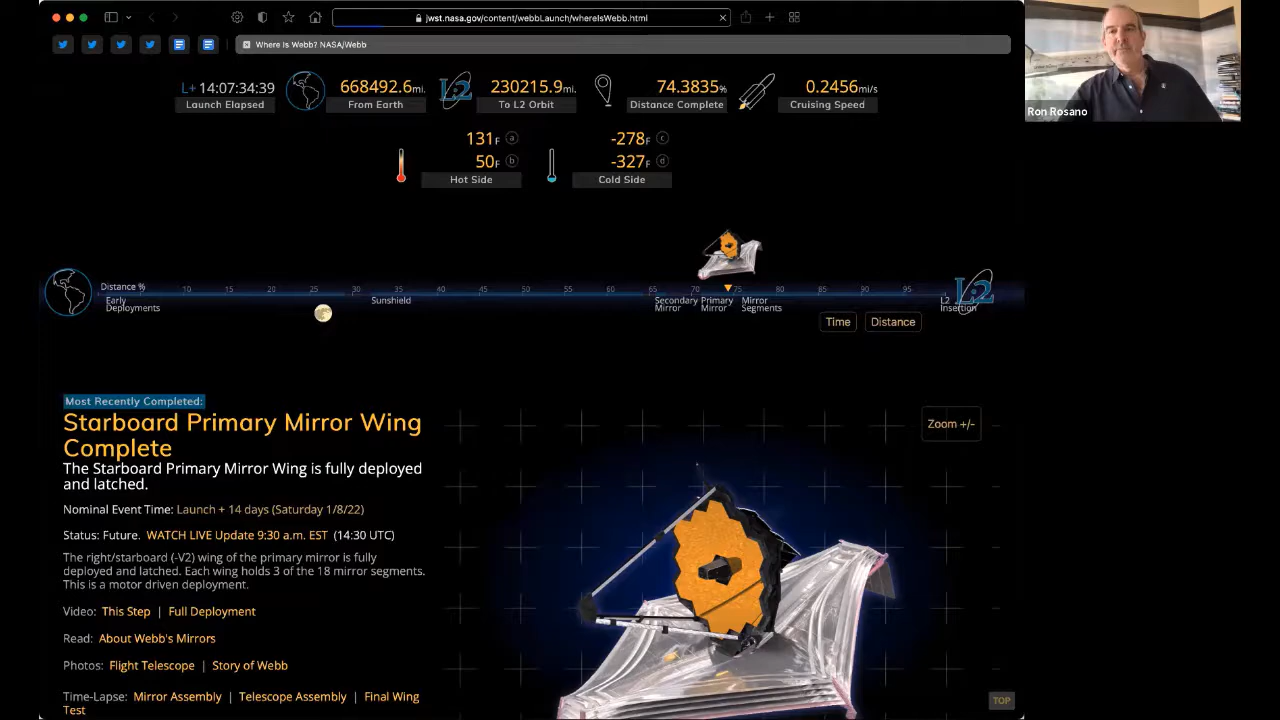 jwst.nasa.gov/content/webbLaunch/whereIsWebb.html
Where Is Webb? NASA/Webb
Ron Rosano
L+ 14:07:34:39
Launch Elapsed
668492.6mi.
From Earth
L2
230215.9mi.
To L2 Orbit
74.3835%
Distance Complete
0.2456mi/s
Cruising Speed
131F a
50F b
Hot Side
-278F c
-327F d
Cold Side
Distance %
10 15 20 25 30 35 40 45 50 55 60 65 70 75 80 85 90 95
Early Deployments
Sunshield
Secondary Mirror
Primary Mirror
Mirror Segments
L2 Insertion
L2
Time
Distance
Most Recently Completed:
Starboard Primary Mirror Wing
Complete
The Starboard Primary Mirror Wing is fully deployed
and latched.
Nominal Event Time: Launch + 14 days (Saturday 1/8/22)
Status: Future. WATCH LIVE Update 9:30 a.m. EST (14:30 UTC)
The right/starboard (-V2) wing of the primary mirror is fully
deployed and latched. Each wing holds 3 of the 18 mirror segments.
This is a motor driven deployment.
Video: This Step | Full Deployment
Read: About Webb's Mirrors
Photos: Flight Telescope | Story of Webb
Time-Lapse: Mirror Assembly | Telescope Assembly | Final Wing
Test
Zoom +/-
TOP